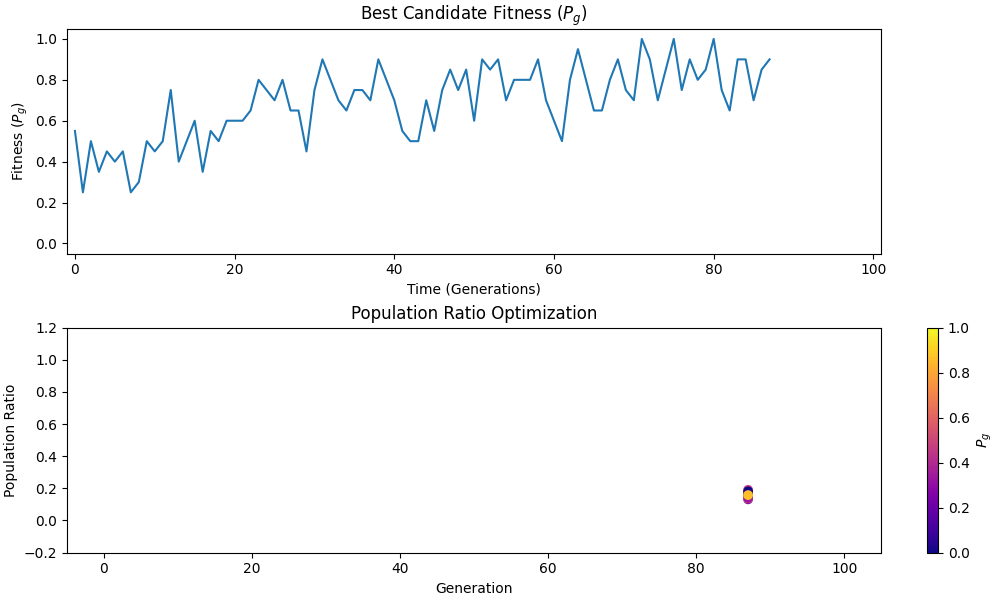 Best Candidate Fitness (P_g)
1.0
0.8
0.6
0.4
0.2
0.0
Fitness (P_g)
0 20 40 60 80 100
Time (Generations)
Population Ratio Optimization
1.2
1.0
0.8
0.6
0.4
0.2
0.0
−0.2
Population Ratio
0 20 40 60 80 100
Generation
1.0
0.8
0.6
0.4
0.2
0.0
P_g